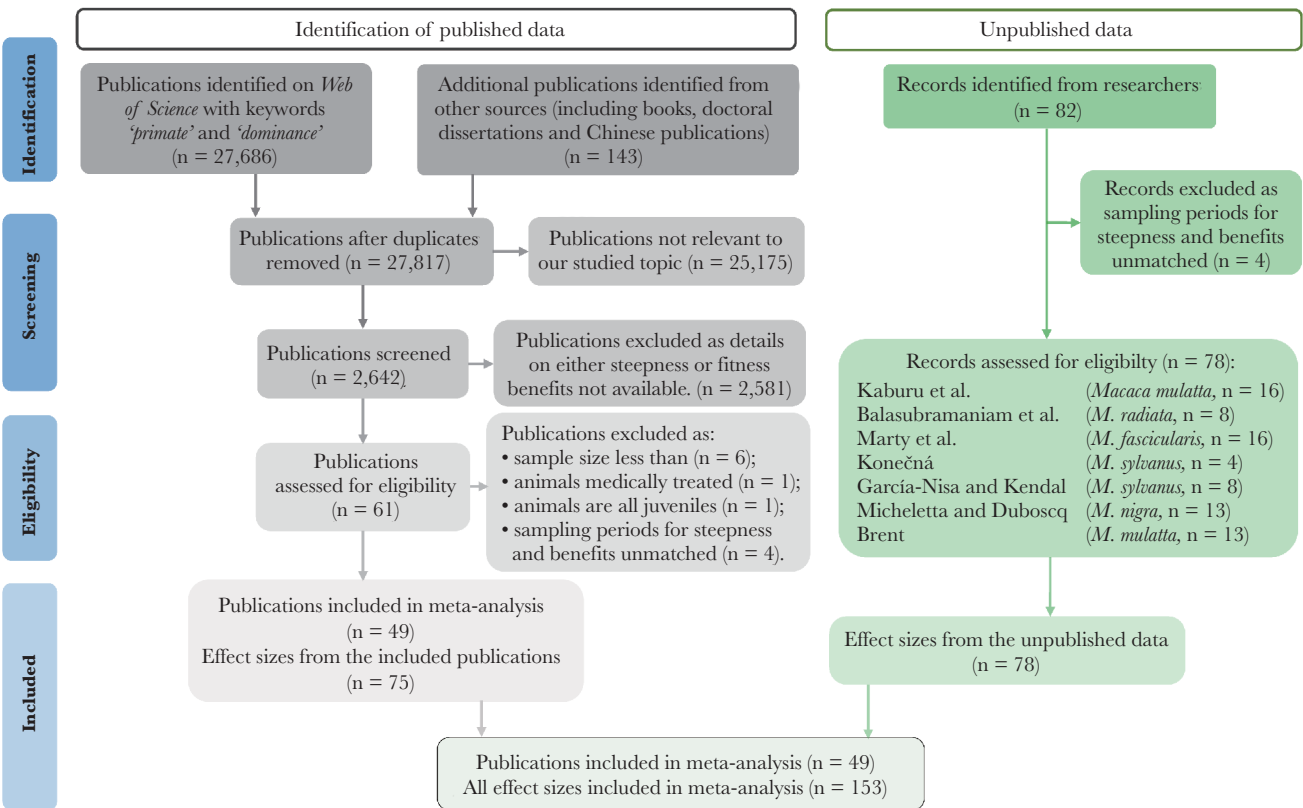 Identification of published data
Unpublished data
Identification
Publications identified on Web
of Science with keywords
‘primate’ and ‘dominance’
(n = 27,686)
Additional publications identified from
other sources (including books, doctoral
dissertations and Chinese publications)
(n = 143)
Records identified from researchers
(n = 82)
Records excluded as
sampling periods for
steepness and benefits
unmatched (n = 4)
Screening
Publications after duplicates
removed (n = 27,817)
Publications not relevant to
our studied topic (n = 25,175)
Publications screened
(n = 2,642)
Publications excluded as details
on either steepness or fitness
benefits not available. (n = 2,581)
Records assessed for eligibilty (n = 78):
Kaburu et al. (Macaca mulatta, n = 16)
Balasubramaniam et al. (M. radiata, n = 8)
Marty et al. (M. fascicularis, n = 16)
Konečná (M. sylvanus, n = 4)
García-Nisa and Kendal (M. sylvanus, n = 8)
Micheletta and Duboscq (M. nigra, n = 13)
Brent (M. mulatta, n = 13)
Eligibility
Publications
assessed for eligibility
(n = 61)
Publications excluded as:
• sample size less than (n = 6);
• animals medically treated (n = 1);
• animals are all juveniles (n = 1);
• sampling periods for steepness
and benefits unmatched (n = 4).
Included
Publications included in meta-analysis
(n = 49)
Effect sizes from the included publications
(n = 75)
Effect sizes from the unpublished data
(n = 78)
Publications included in meta-analysis (n = 49)
All effect sizes included in meta-analysis (n = 153)